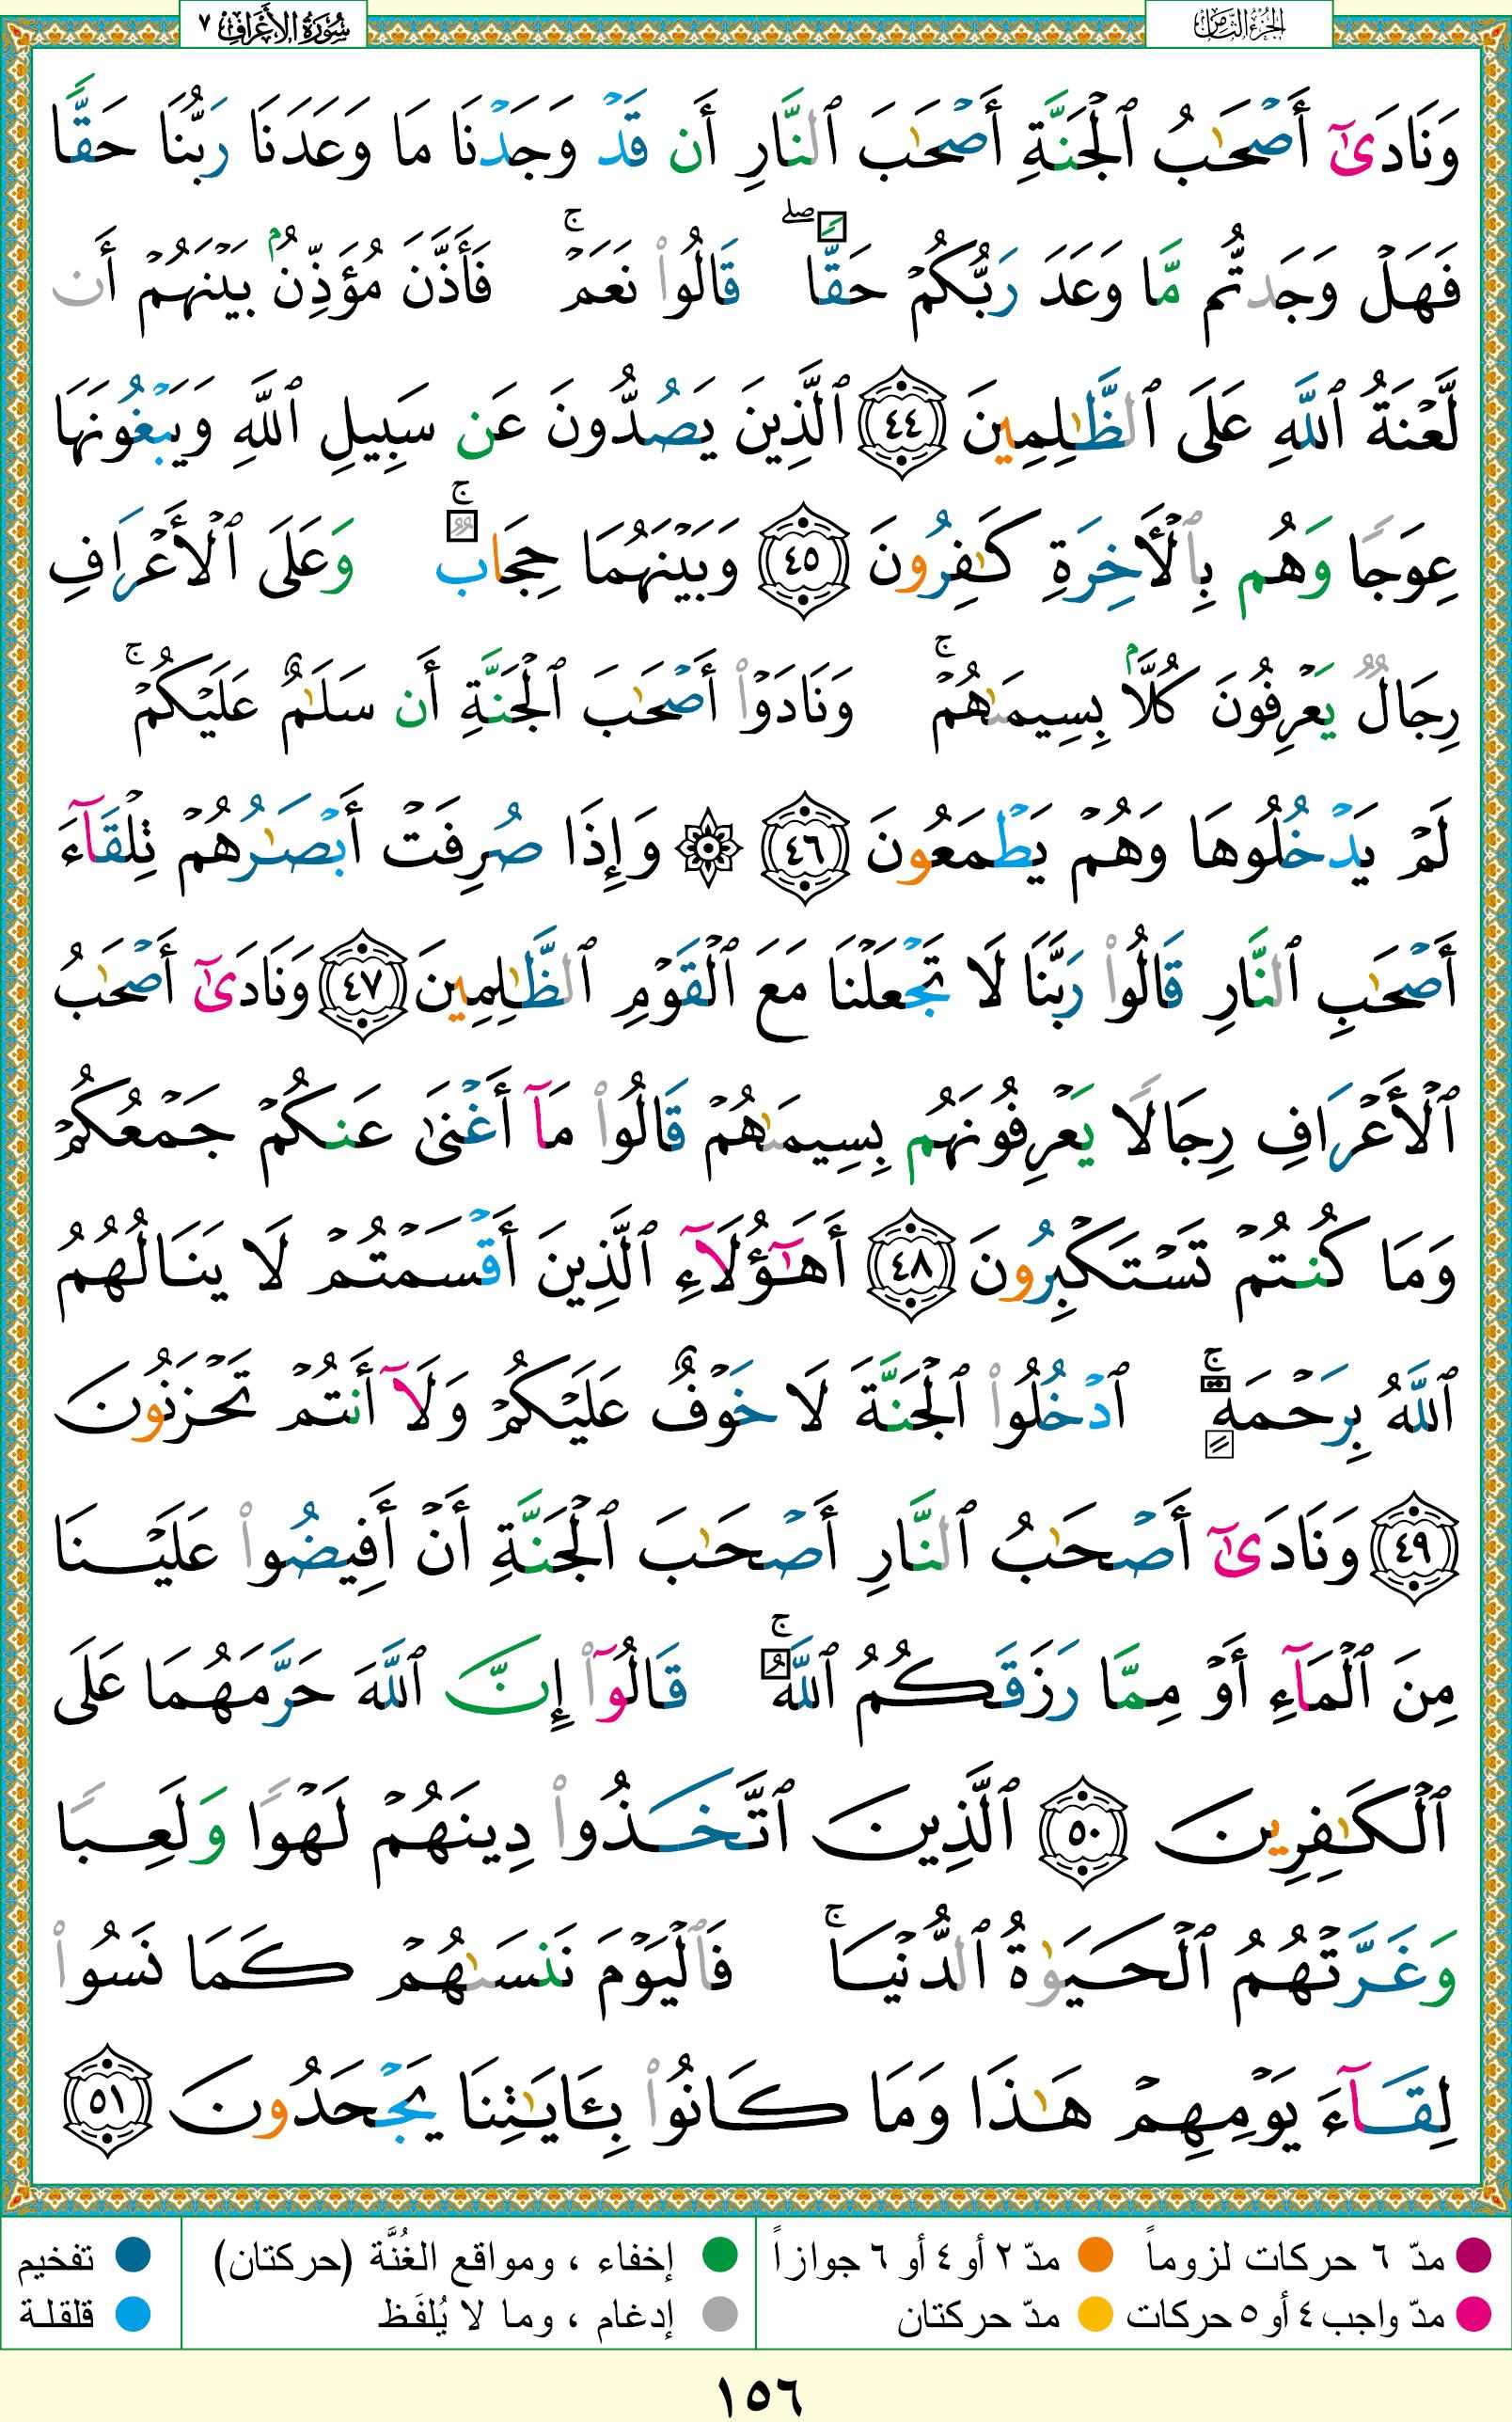 الجزء الثامن
سورة الأعراف ٧
وَنَادَىٰٓ أَصْحَٰبُ ٱلْجَنَّةِ أَصْحَٰبَ ٱلنَّارِ أَن قَدْ وَجَدْنَا مَا وَعَدَنَا رَبُّنَا حَقًّا
فَهَلْ وَجَدتُّم مَّا وَعَدَ رَبُّكُمْ حَقًّا ۖ قَالُوا۟ نَعَمْ ۚ فَأَذَّنَ مُؤَذِّنٌۢ بَيْنَهُمْ أَن
لَّعْنَةُ ٱللَّهِ عَلَى ٱلظَّٰلِمِينَ ٤٤ ٱلَّذِينَ يَصُدُّونَ عَن سَبِيلِ ٱللَّهِ وَيَبْغُونَهَا
عِوَجًا وَهُم بِٱلْأَخِرَةِ كَٰفِرُونَ ٤٥ وَبَيْنَهُمَا حِجَابٌ ۚ وَعَلَى ٱلْأَعْرَافِ
رِجَالٌ يَعْرِفُونَ كُلًّۢا بِسِيمَىٰهُمْ ۚ وَنَادَوْا۟ أَصْحَٰبَ ٱلْجَنَّةِ أَن سَلَٰمٌ عَلَيْكُمْ ۚ
لَمْ يَدْخُلُوهَا وَهُمْ يَطْمَعُونَ ٤٦ ۞ وَإِذَا صُرِفَتْ أَبْصَٰرُهُمْ تِلْقَآءَ
أَصْحَٰبِ ٱلنَّارِ قَالُوا۟ رَبَّنَا لَا تَجْعَلْنَا مَعَ ٱلْقَوْمِ ٱلظَّٰلِمِينَ ٤٧ وَنَادَىٰٓ أَصْحَٰبُ
ٱلْأَعْرَافِ رِجَالًا يَعْرِفُونَهُم بِسِيمَىٰهُمْ قَالُوا۟ مَآ أَغْنَىٰ عَنكُمْ جَمْعُكُمْ
وَمَا كُنتُمْ تَسْتَكْبِرُونَ ٤٨ أَهَٰٓؤُلَآءِ ٱلَّذِينَ أَقْسَمْتُمْ لَا يَنَالُهُمُ
ٱللَّهُ بِرَحْمَةٍ ۚ ٱدْخُلُوا۟ ٱلْجَنَّةَ لَا خَوْفٌ عَلَيْكُمْ وَلَآ أَنتُمْ تَحْزَنُونَ
٤٩ وَنَادَىٰٓ أَصْحَٰبُ ٱلنَّارِ أَصْحَٰبَ ٱلْجَنَّةِ أَنْ أَفِيضُوا۟ عَلَيْنَا
مِنَ ٱلْمَآءِ أَوْ مِمَّا رَزَقَكُمُ ٱللَّهُ ۚ قَالُوٓا۟ إِنَّ ٱللَّهَ حَرَّمَهُمَا عَلَى
ٱلْكَٰفِرِينَ ٥٠ ٱلَّذِينَ ٱتَّخَذُوا۟ دِينَهُمْ لَهْوًا وَلَعِبًا
وَغَرَّتْهُمُ ٱلْحَيَوٰةُ ٱلدُّنْيَا ۚ فَٱلْيَوْمَ نَنسَىٰهُمْ كَمَا نَسُوا۟
لِقَآءَ يَوْمِهِمْ هَٰذَا وَمَا كَانُوا۟ بِـَٔايَٰتِنَا يَجْحَدُونَ ٥١
مدّ ٦ حركات لزوماً مدّ ٢ أو ٤ أو ٦ جوازاً إخفاء ، ومواقع الغُنَّة (حركتان) تفخيم
مدّ واجب ٤ أو ٥ حركات مدّ حركتان إدغام ، وما لا يُلفَظ قلقلة
١٥٦